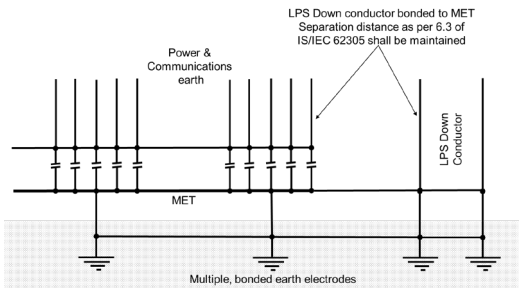 LPS Down conductor bonded to MET
Separation distance as per 6.3 of
IS/IEC 62305 shall be maintained
Power &
Communications
earth
LPS Down
Conductor
MET
Multiple, bonded earth electrodes